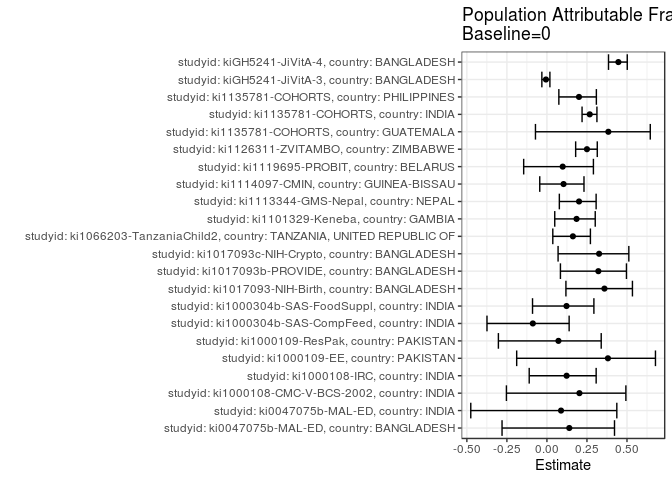 Population Attributable Fra
Baseline=0
studyid: kiGH5241-JiVitA-4, country: BANGLADESH
studyid: kiGH5241-JiVitA-3, country: BANGLADESH
studyid: ki1135781-COHORTS, country: PHILIPPINES
studyid: ki1135781-COHORTS, country: INDIA
studyid: ki1135781-COHORTS, country: GUATEMALA
studyid: ki1126311-ZVITAMBO, country: ZIMBABWE
studyid: ki1119695-PROBIT, country: BELARUS
studyid: ki1114097-CMIN, country: GUINEA-BISSAU
studyid: ki1113344-GMS-Nepal, country: NEPAL
studyid: ki1101329-Keneba, country: GAMBIA
studyid: ki1066203-TanzaniaChild2, country: TANZANIA, UNITED REPUBLIC OF
studyid: ki1017093c-NIH-Crypto, country: BANGLADESH
studyid: ki1017093b-PROVIDE, country: BANGLADESH
studyid: ki1017093-NIH-Birth, country: BANGLADESH
studyid: ki1000304b-SAS-FoodSuppl, country: INDIA
studyid: ki1000304b-SAS-CompFeed, country: INDIA
studyid: ki1000109-ResPak, country: PAKISTAN
studyid: ki1000109-EE, country: PAKISTAN
studyid: ki1000108-IRC, country: INDIA
studyid: ki1000108-CMC-V-BCS-2002, country: INDIA
studyid: ki0047075b-MAL-ED, country: INDIA
studyid: ki0047075b-MAL-ED, country: BANGLADESH
-0.50 -0.25 0.00 0.25 0.50
Estimate